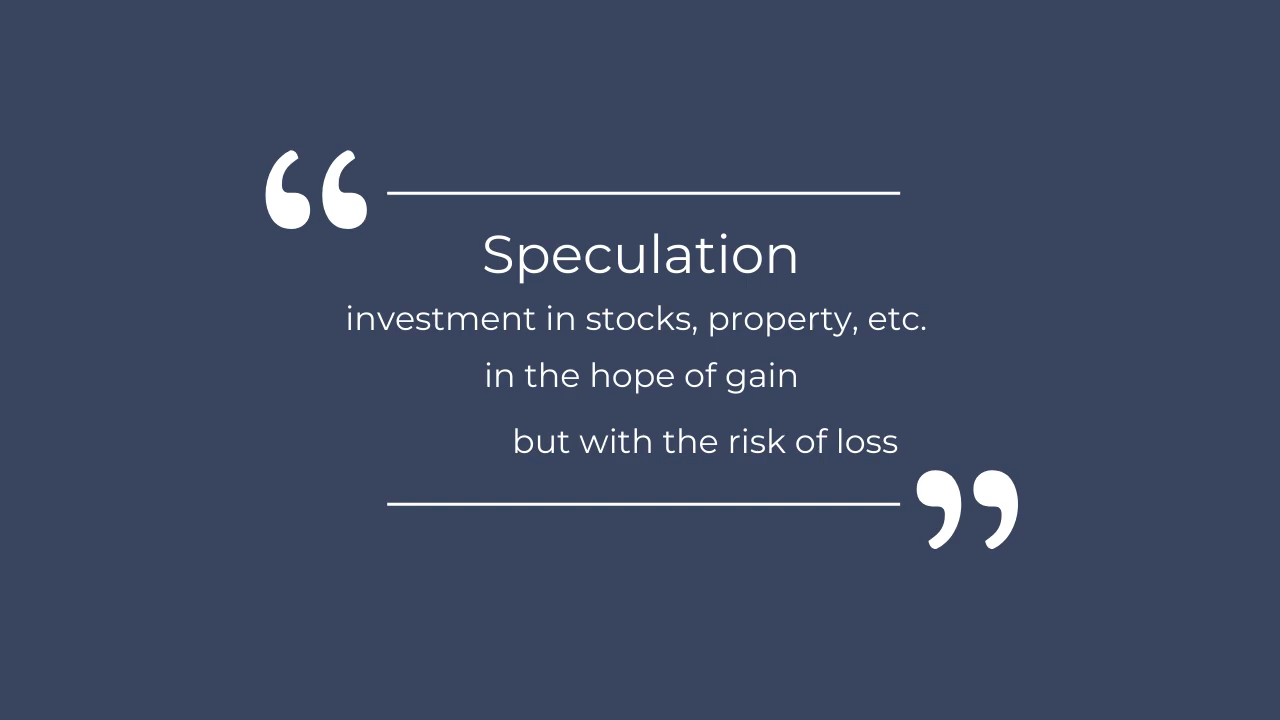 “
Speculation
investment in stocks, property, etc.
in the hope of gain
but with the risk of loss
”